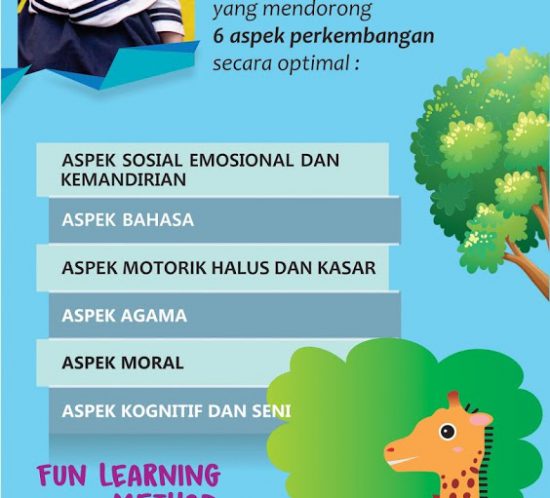 yang mendorong
6 aspek perkembangan
secara optimal :
ASPEK SOSIAL EMOSIONAL DAN
KEMANDIRIAN
ASPEK BAHASA
ASPEK MOTORIK HALUS DAN KASAR
ASPEK AGAMA
ASPEK MORAL
ASPEK KOGNITIF DAN SENI
FUN LEARNING
METHOD